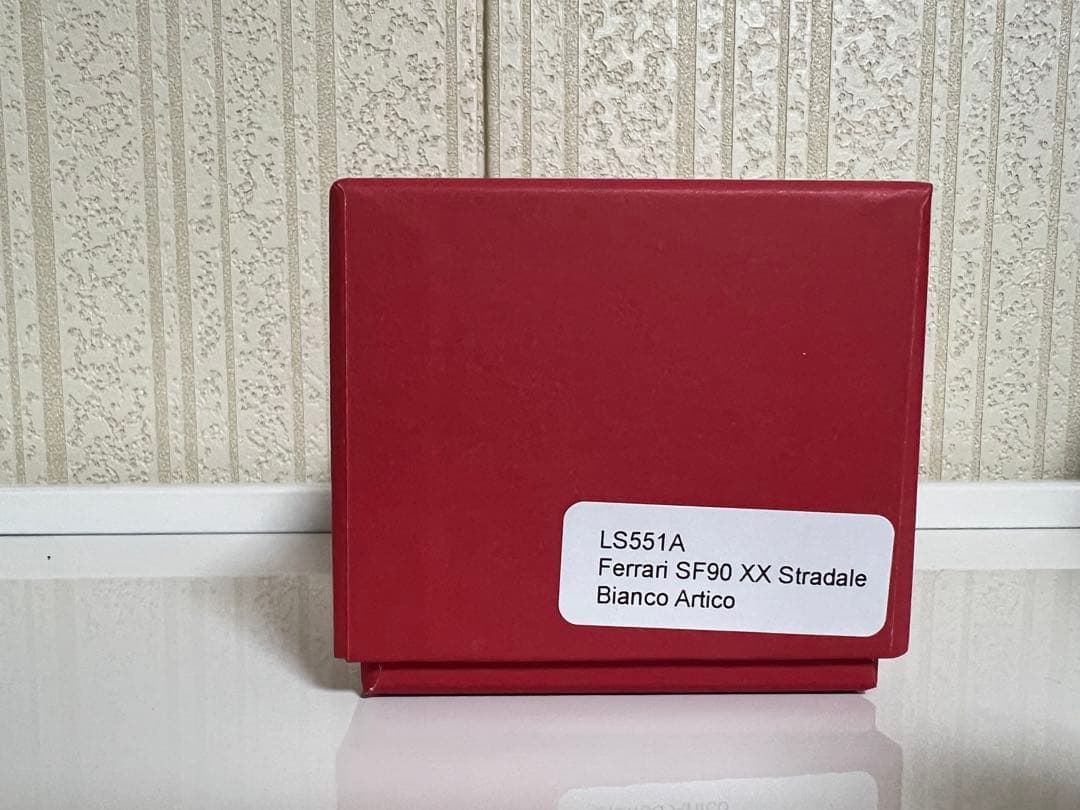 LS551A
Ferrari SF90 XX Stradale
Bianco Artico